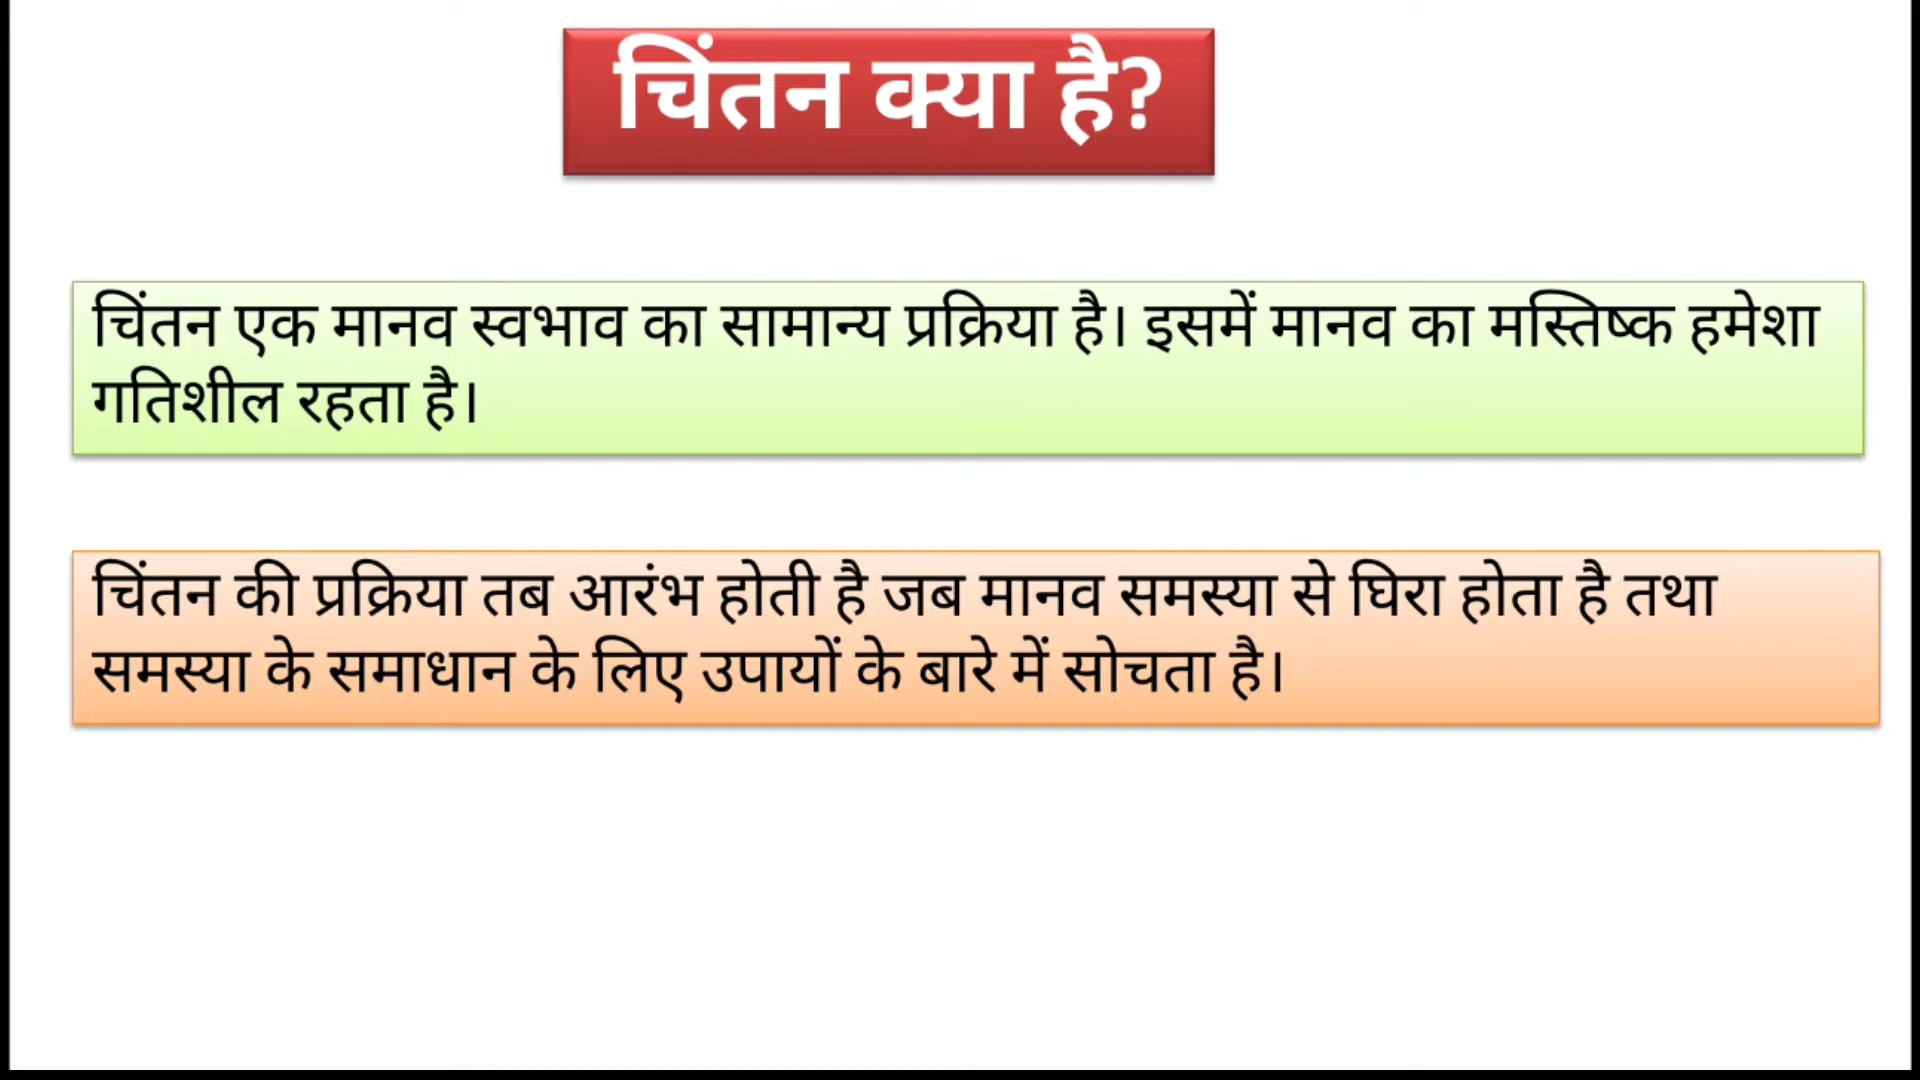 चिंतन क्या है?
चिंतन एक मानव स्वभाव का सामान्य प्रक्रिया है। इसमें मानव का मस्तिष्क हमेशा
गतिशील रहता है।
चिंतन की प्रक्रिया तब आरंभ होती है जब मानव समस्या से घिरा होता है तथा
समस्या के समाधान के लिए उपायों के बारे में सोचता है।